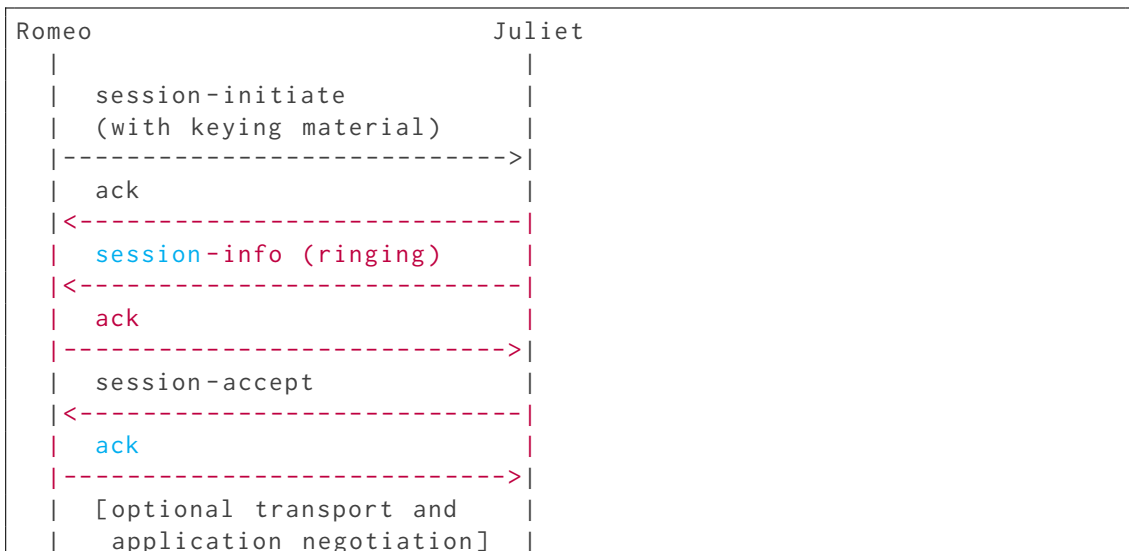 Romeo                         Juliet
  |                             |
  |  session-initiate           |
  |  (with keying material)     |
  |---------------------------->|
  |  ack                        |
  |<----------------------------|
  |  session-info (ringing)     |
  |<----------------------------|
  |  ack                        |
  |---------------------------->|
  |  session-accept             |
  |<----------------------------|
  |  ack                        |
  |---------------------------->|
  |  [optional transport and    |
  |   application negotiation]  |